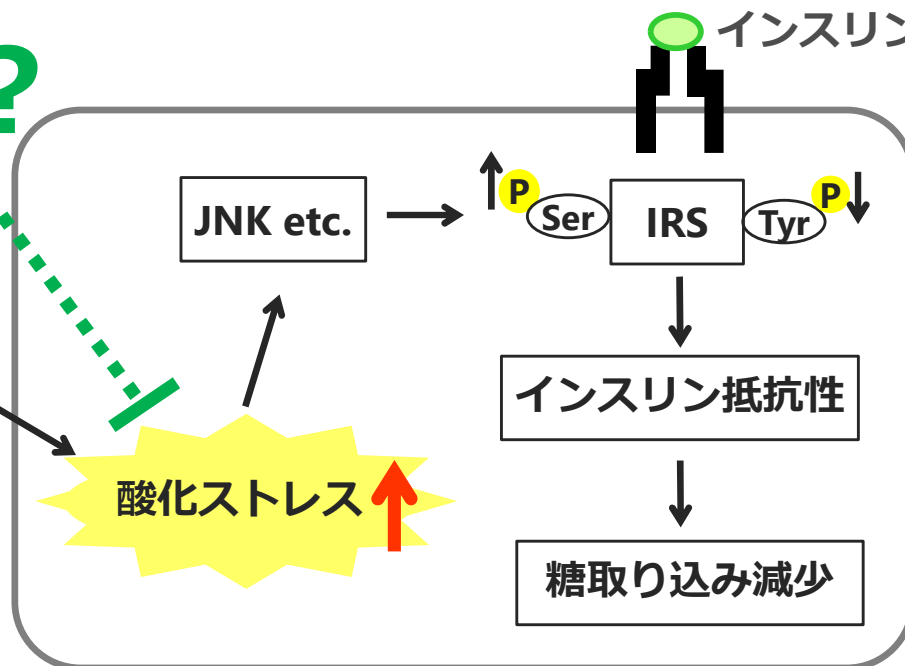 インスリン
?
P
P
JNK etc.
Ser
IRS
Tyr
インスリン抵抗性
酸化ストレス
糖取り込み減少